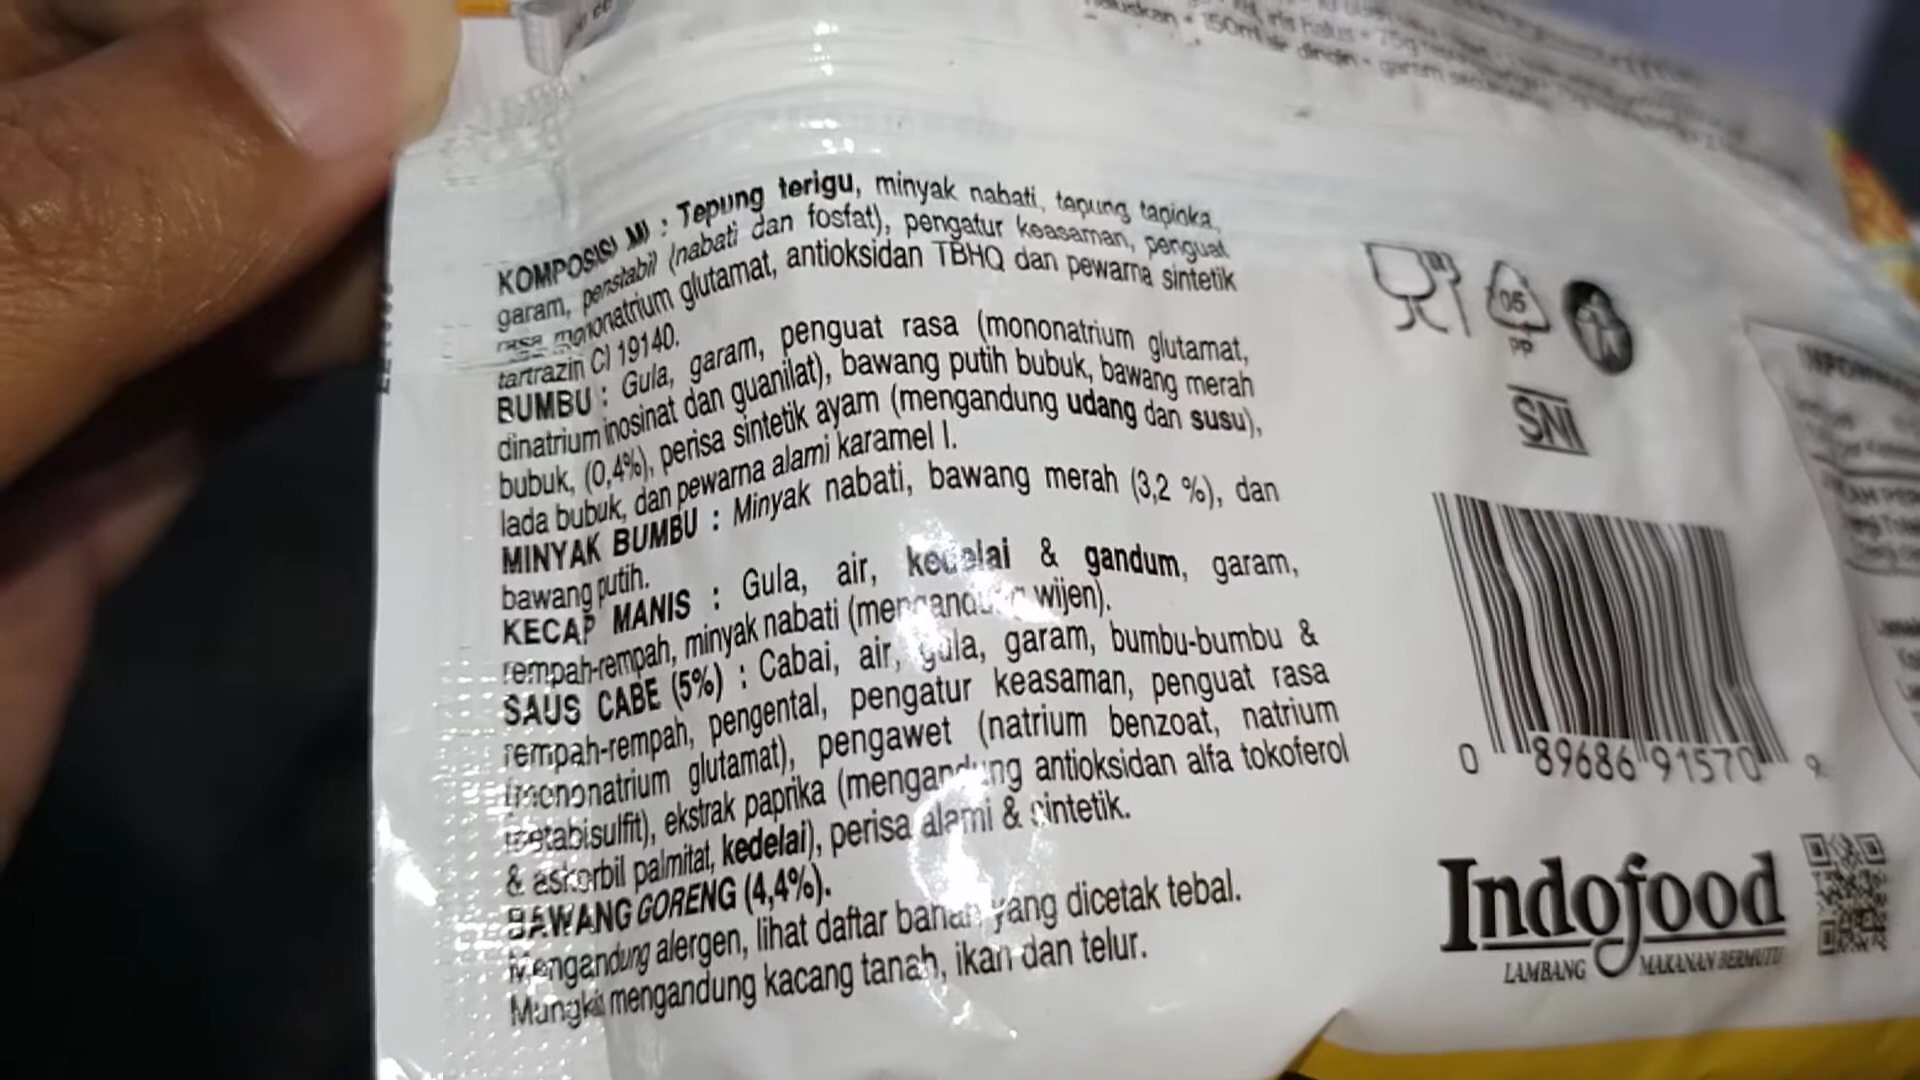 150ml air dingin
KOMPOSISI MI : Tepung terigu, minyak nabati, tepung tapioka,
garam, penstabil (nabati dan fosfat), pengatur keasaman, penguat
rasa mononatrium glutamat, antioksidan TBHQ dan pewarna sintetik
tartrazin CI 19140.
BUMBU : Gula, garam, penguat rasa (mononatrium glutamat,
dinatrium inosinat dan guanilat), bawang putih bubuk, bawang merah
bubuk, (0,4%), perisa sintetik ayam (mengandung udang dan susu),
lada bubuk, dan pewarna alami karamel I.
MINYAK BUMBU : Minyak nabati, bawang merah (3,2 %), dan
bawang putih.
KECAP MANIS : Gula, air, kedelai & gandum, garam,
rempah-rempah, minyak nabati (mengandung wijen).
SAUS CABE (5%) : Cabai, air, gula, garam, bumbu-bumbu &
rempah-rempah, pengental, pengatur keasaman, penguat rasa
(mononatrium glutamat), pengawet (natrium benzoat, natrium
metabisulfit), ekstrak paprika (mengandung antioksidan alfa tokoferol
& askorbil palmitat, kedelai), perisa alami & sintetik.
BAWANG GORENG (4,4%).
Mengandung alergen, lihat daftar bahan yang dicetak tebal.
Mungkin mengandung kacang tanah, ikan dan telur.
05
PP
SNI
0 89686 91570 9
Indofood
LAMBANG MAKANAN BERMUTU